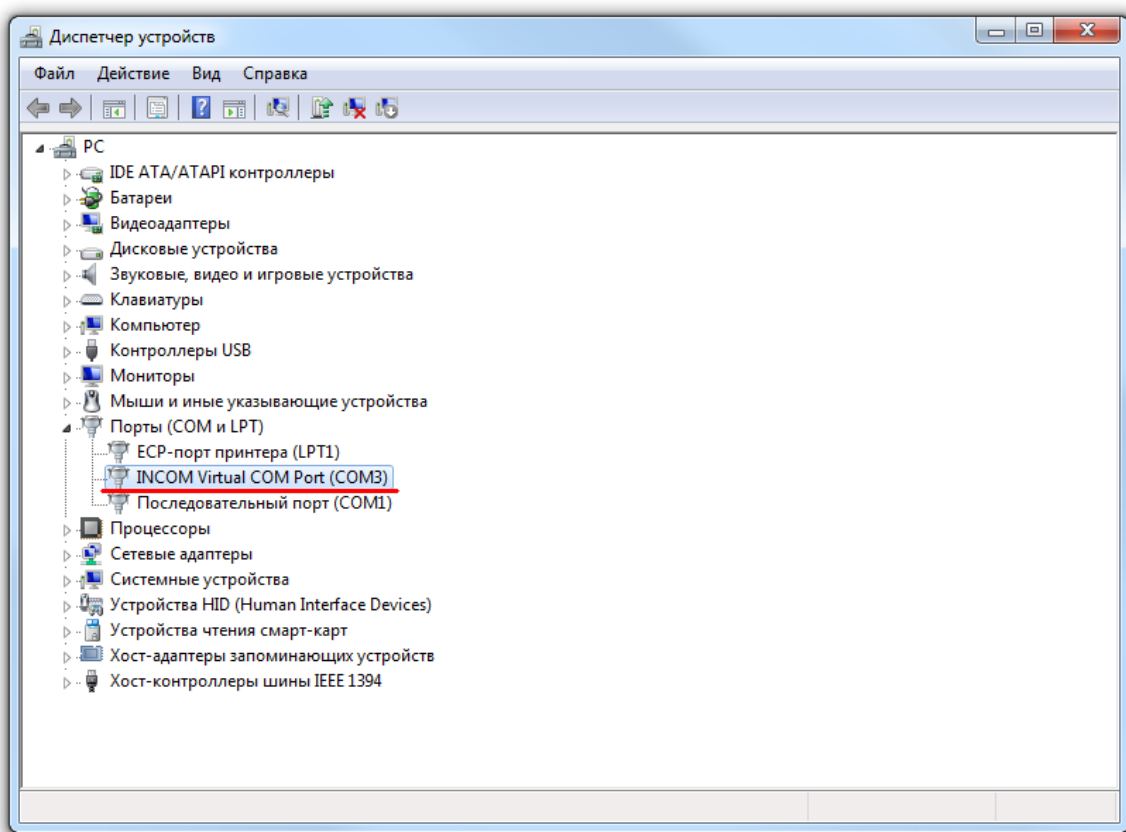 Диспетчер устройств
Файл Действие Вид Справка
PC
IDE ATA/ATAPI контроллеры
Батареи
Видеоадаптеры
Дисковые устройства
Звуковые, видео и игровые устройства
Клавиатуры
Компьютер
Контроллеры USB
Мониторы
Мыши и иные указывающие устройства
Порты (COM и LPT)
ECP-порт принтера (LPT1)
INCOM Virtual COM Port (COM3)
Последовательный порт (COM1)
Процессоры
Сетевые адаптеры
Системные устройства
Устройства HID (Human Interface Devices)
Устройства чтения смарт-карт
Хост-адаптеры запоминающих устройств
Хост-контроллеры шины IEEE 1394